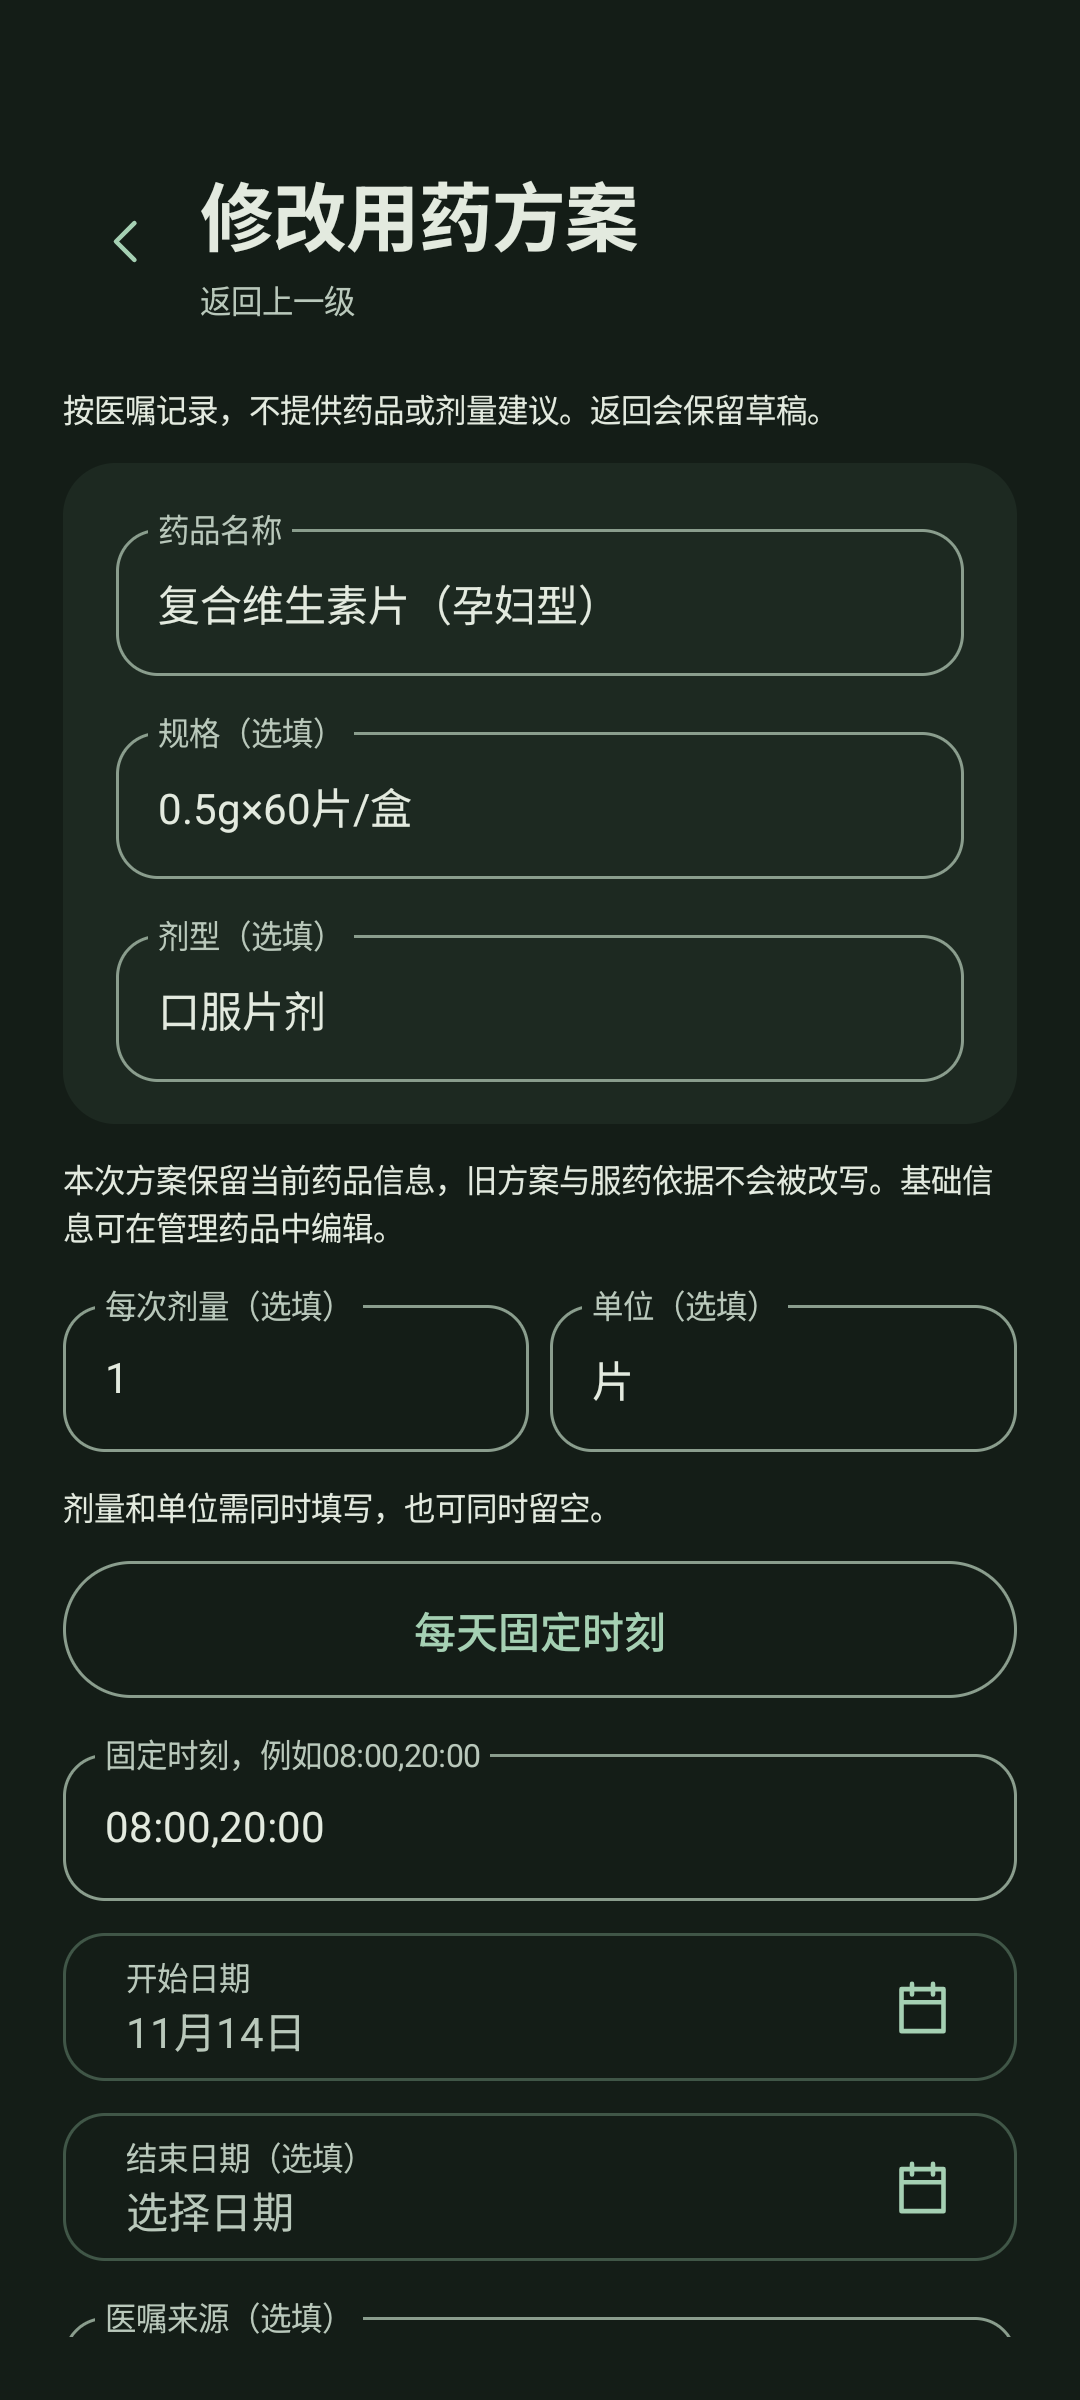 修改用药方案
返回上一级
按医嘱记录，不提供药品或剂量建议。返回会保留草稿。
药品名称
复合维生素片（孕妇型）
规格（选填）
0.5g×60片/盒
剂型（选填）
口服片剂
本次方案保留当前药品信息，旧方案与服药依据不会被改写。基础信
息可在管理药品中编辑。
每次剂量（选填）
1
单位（选填）
片
剂量和单位需同时填写，也可同时留空。
每天固定时刻
固定时刻，例如08:00,20:00
08:00,20:00
开始日期
11月14日
结束日期（选填）
选择日期
医嘱来源（选填）